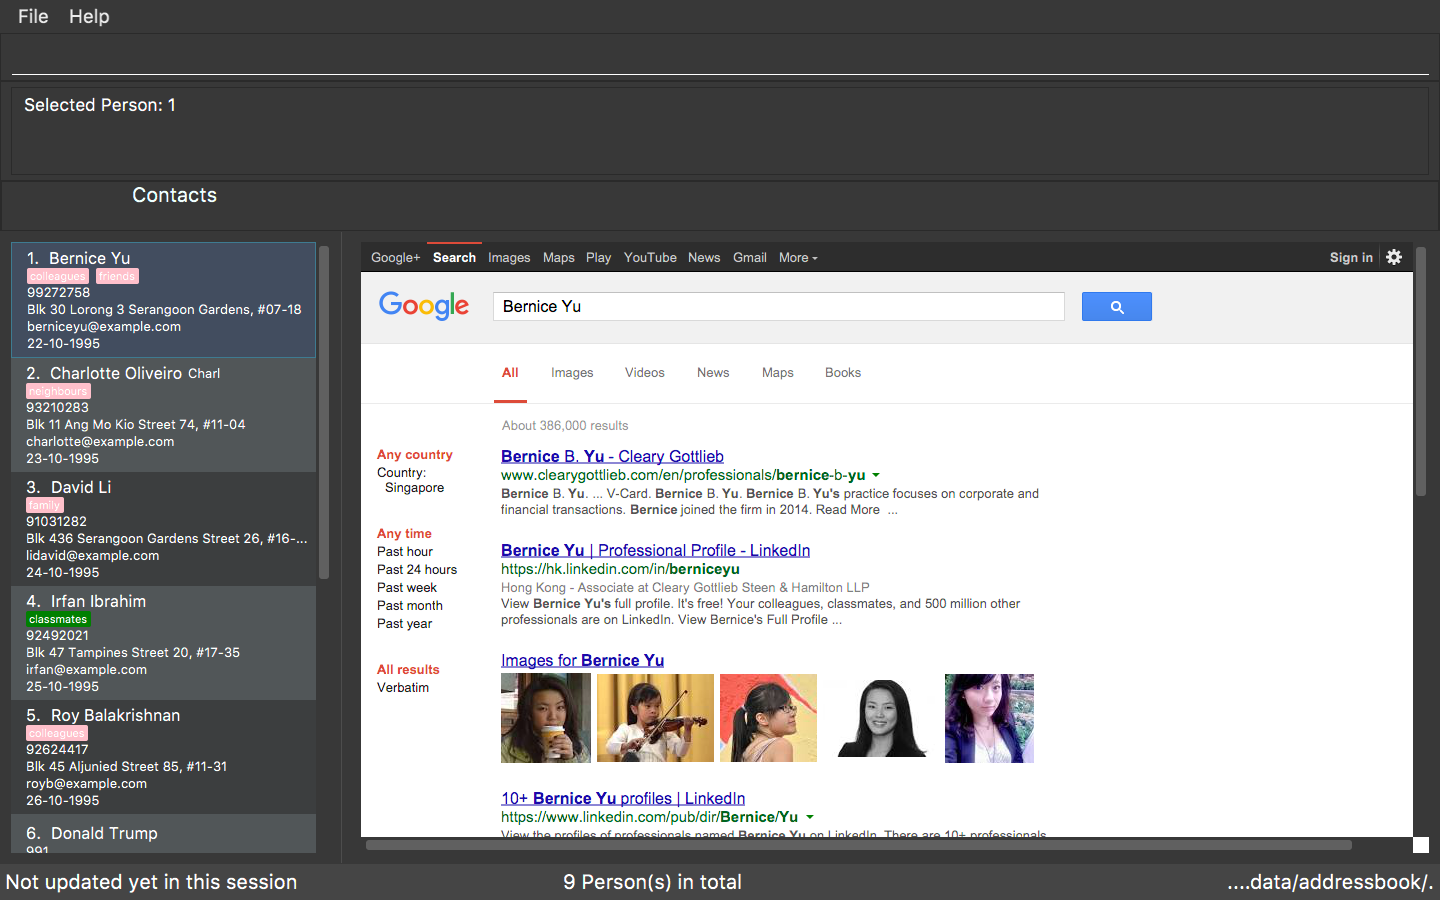 File Help
Selected Person: 1
Contacts
1. Bernice Yu
colleagues friends
99272758
Blk 30 Lorong 3 Serangoon Gardens, #07-18
berniceyu@example.com
22-10-1995
2. Charlotte Oliveiro Charl
neighbours
93210283
Blk 11 Ang Mo Kio Street 74, #11-04
charlotte@example.com
23-10-1995
3. David Li
family
91031282
Blk 436 Serangoon Gardens Street 26, #16-...
lidavid@example.com
24-10-1995
4. Irfan Ibrahim
classmates
92492021
Blk 47 Tampines Street 20, #17-35
irfan@example.com
25-10-1995
5. Roy Balakrishnan
colleagues
92624417
Blk 45 Aljunied Street 85, #11-31
royb@example.com
26-10-1995
6. Donald Trump
991
Google+ Search Images Maps Play YouTube News Gmail More Sign in
Google Bernice Yu
All Images Videos News Maps Books
About 386,000 results
Any country
Country:
Singapore
Any time
Past hour
Past 24 hours
Past week
Past month
Past year
All results
Verbatim
Bernice B. Yu - Cleary Gottlieb
www.clearygottlieb.com/en/professionals/bernice-b-yu
Bernice B. Yu. ... V-Card. Bernice B. Yu. Bernice B. Yu's practice focuses on corporate and
financial transactions. Bernice joined the firm in 2014. Read More ...
Bernice Yu | Professional Profile - LinkedIn
https://hk.linkedin.com/in/berniceyu
Hong Kong - Associate at Cleary Gottlieb Steen & Hamilton LLP
View Bernice Yu's full profile. It's free! Your colleagues, classmates, and 500 million other
professionals are on LinkedIn. View Bernice's Full Profile ...
Images for Bernice Yu
10+ Bernice Yu profiles | LinkedIn
https://www.linkedin.com/pub/dir/Bernice/Yu
View the profiles of professionals named Bernice Yu on LinkedIn. There are 10+ professionals
Not updated yet in this session
9 Person(s) in total
....data/addressbook/.